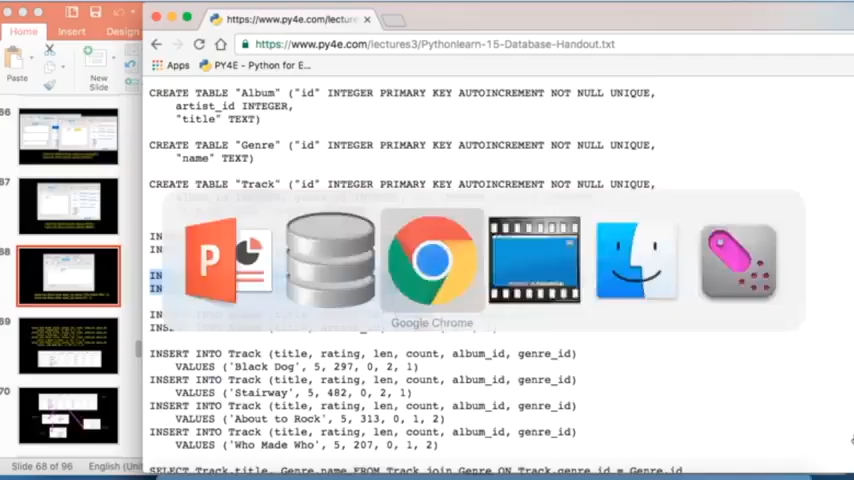 Home Insert Design
Paste
New
Slide
66
67
68
69
70
Slide 68 of 96 English
https://www.py4e.com/lecture
https://www.py4e.com/lectures3/Pythonlearn-15-Database-Handout.txt
Apps PY4E - Python for E...
CREATE TABLE "Album" ("id" INTEGER PRIMARY KEY AUTOINCREMENT NOT NULL UNIQUE,
artist_id INTEGER,
"title" TEXT)
CREATE TABLE "Genre" ("id" INTEGER PRIMARY KEY AUTOINCREMENT NOT NULL UNIQUE,
"name" TEXT)
CREATE TABLE "Track" ("id" INTEGER PRIMARY KEY AUTOINCREMENT NOT NULL UNIQUE,
Google Chrome
INSERT INTO Track (title, rating, len, count, album_id, genre_id)
VALUES ('Black Dog', 5, 297, 0, 2, 1)
INSERT INTO Track (title, rating, len, count, album_id, genre_id)
VALUES ('Stairway', 5, 482, 0, 2, 1)
INSERT INTO Track (title, rating, len, count, album_id, genre_id)
VALUES ('About to Rock', 5, 313, 0, 1, 2)
INSERT INTO Track (title, rating, len, count, album_id, genre_id)
VALUES ('Who Made Who', 5, 207, 0, 1, 2)
SELECT Track.title, Genre.name FROM Track join Genre ON Track.genre_id = Genre.id